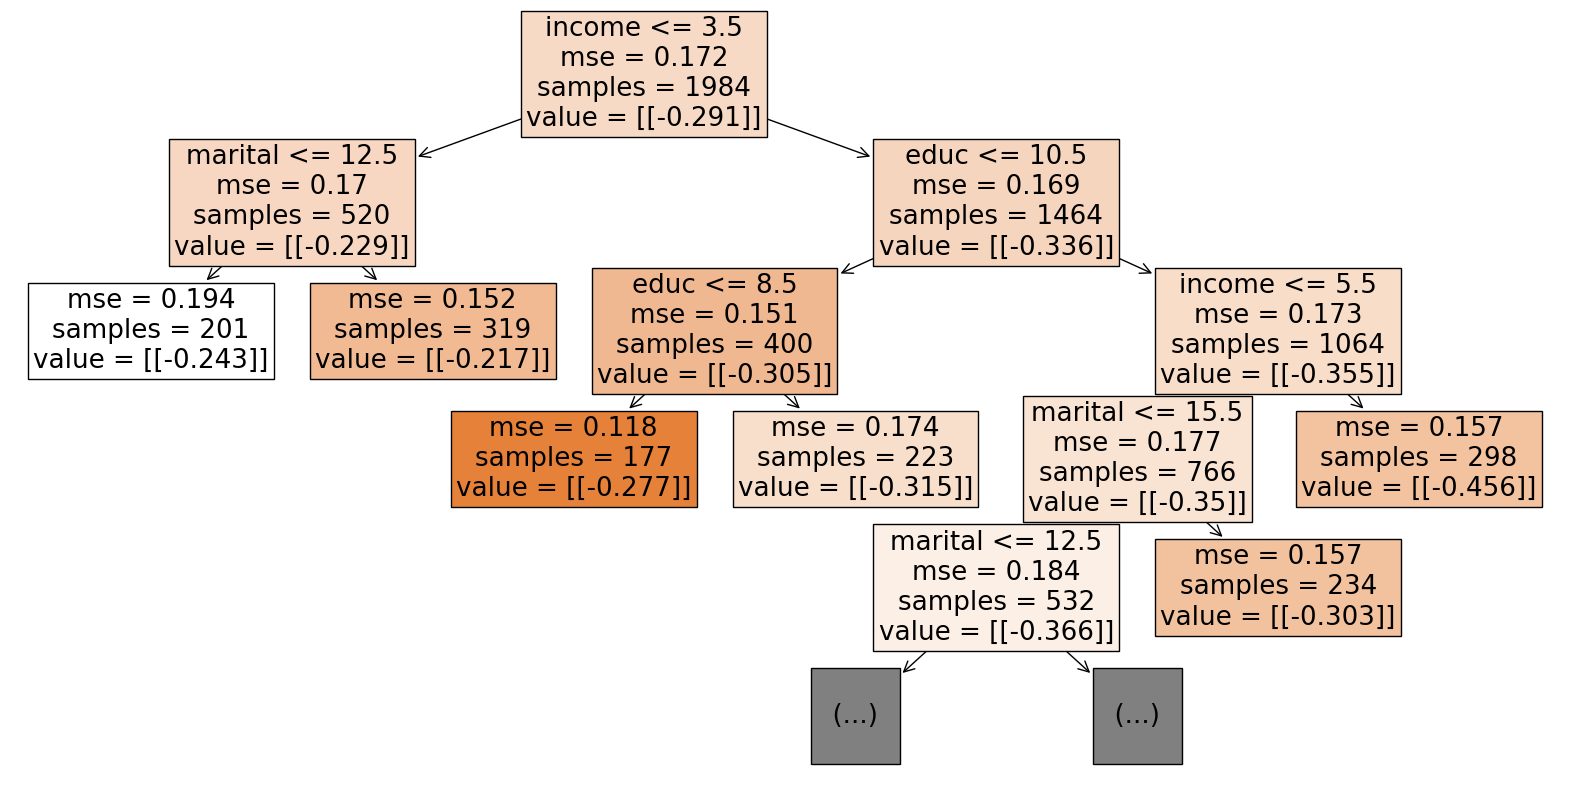 income <= 3.5
mse = 0.172
samples = 1984
value = [[-0.291]]
marital <= 12.5
mse = 0.17
samples = 520
value = [[-0.229]]
educ <= 10.5
mse = 0.169
samples = 1464
value = [[-0.336]]
mse = 0.194
samples = 201
value = [[-0.243]]
mse = 0.152
samples = 319
value = [[-0.217]]
educ <= 8.5
mse = 0.151
samples = 400
value = [[-0.305]]
income <= 5.5
mse = 0.173
samples = 1064
value = [[-0.355]]
mse = 0.118
samples = 177
value = [[-0.277]]
mse = 0.174
samples = 223
value = [[-0.315]]
marital <= 15.5
mse = 0.177
samples = 766
value = [[-0.35]]
mse = 0.157
samples = 298
value = [[-0.456]]
marital <= 12.5
mse = 0.184
samples = 532
value = [[-0.366]]
mse = 0.157
samples = 234
value = [[-0.303]]
(...)
(...)